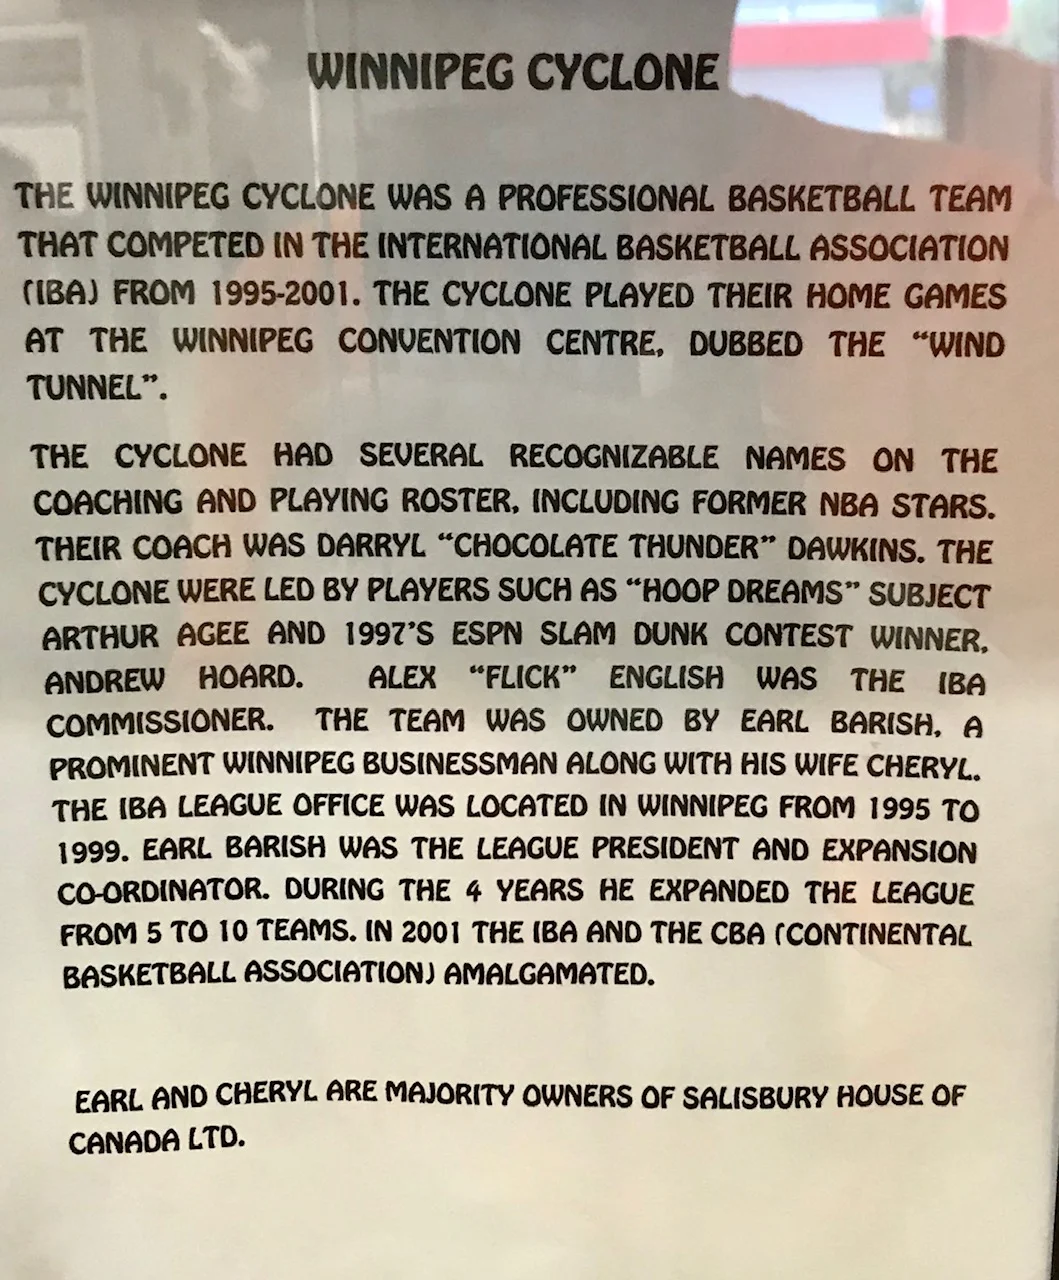 WINNIPEG CYCLONE
THE WINNIPEG CYCLONE WAS A PROFESSIONAL BASKETBALL TEAM
THAT COMPETED IN THE INTERNATIONAL BASKETBALL ASSOCIATION
(IBA) FROM 1995-2001. THE CYCLONE PLAYED THEIR HOME GAMES
AT THE WINNIPEG CONVENTION CENTRE, DUBBED THE “WIND
TUNNEL”.
THE CYCLONE HAD SEVERAL RECOGNIZABLE NAMES ON THE
COACHING AND PLAYING ROSTER, INCLUDING FORMER NBA STARS.
THEIR COACH WAS DARRYL “CHOCOLATE THUNDER” DAWKINS. THE
CYCLONE WERE LED BY PLAYERS SUCH AS “HOOP DREAMS” SUBJECT
ARTHUR AGEE AND 1997'S ESPN SLAM DUNK CONTEST WINNER,
ANDREW HOARD. ALEX “FLICK” ENGLISH WAS THE IBA
COMMISSIONER. THE TEAM WAS OWNED BY EARL BARISH, A
PROMINENT WINNIPEG BUSINESSMAN ALONG WITH HIS WIFE CHERYL.
THE IBA LEAGUE OFFICE WAS LOCATED IN WINNIPEG FROM 1995 TO
1999. EARL BARISH WAS THE LEAGUE PRESIDENT AND EXPANSION
CO-ORDINATOR. DURING THE 4 YEARS HE EXPANDED THE LEAGUE
FROM 5 TO 10 TEAMS. IN 2001 THE IBA AND THE CBA (CONTINENTAL
BASKETBALL ASSOCIATION) AMALGAMATED.
EARL AND CHERYL ARE MAJORITY OWNERS OF SALISBURY HOUSE OF
CANADA LTD.